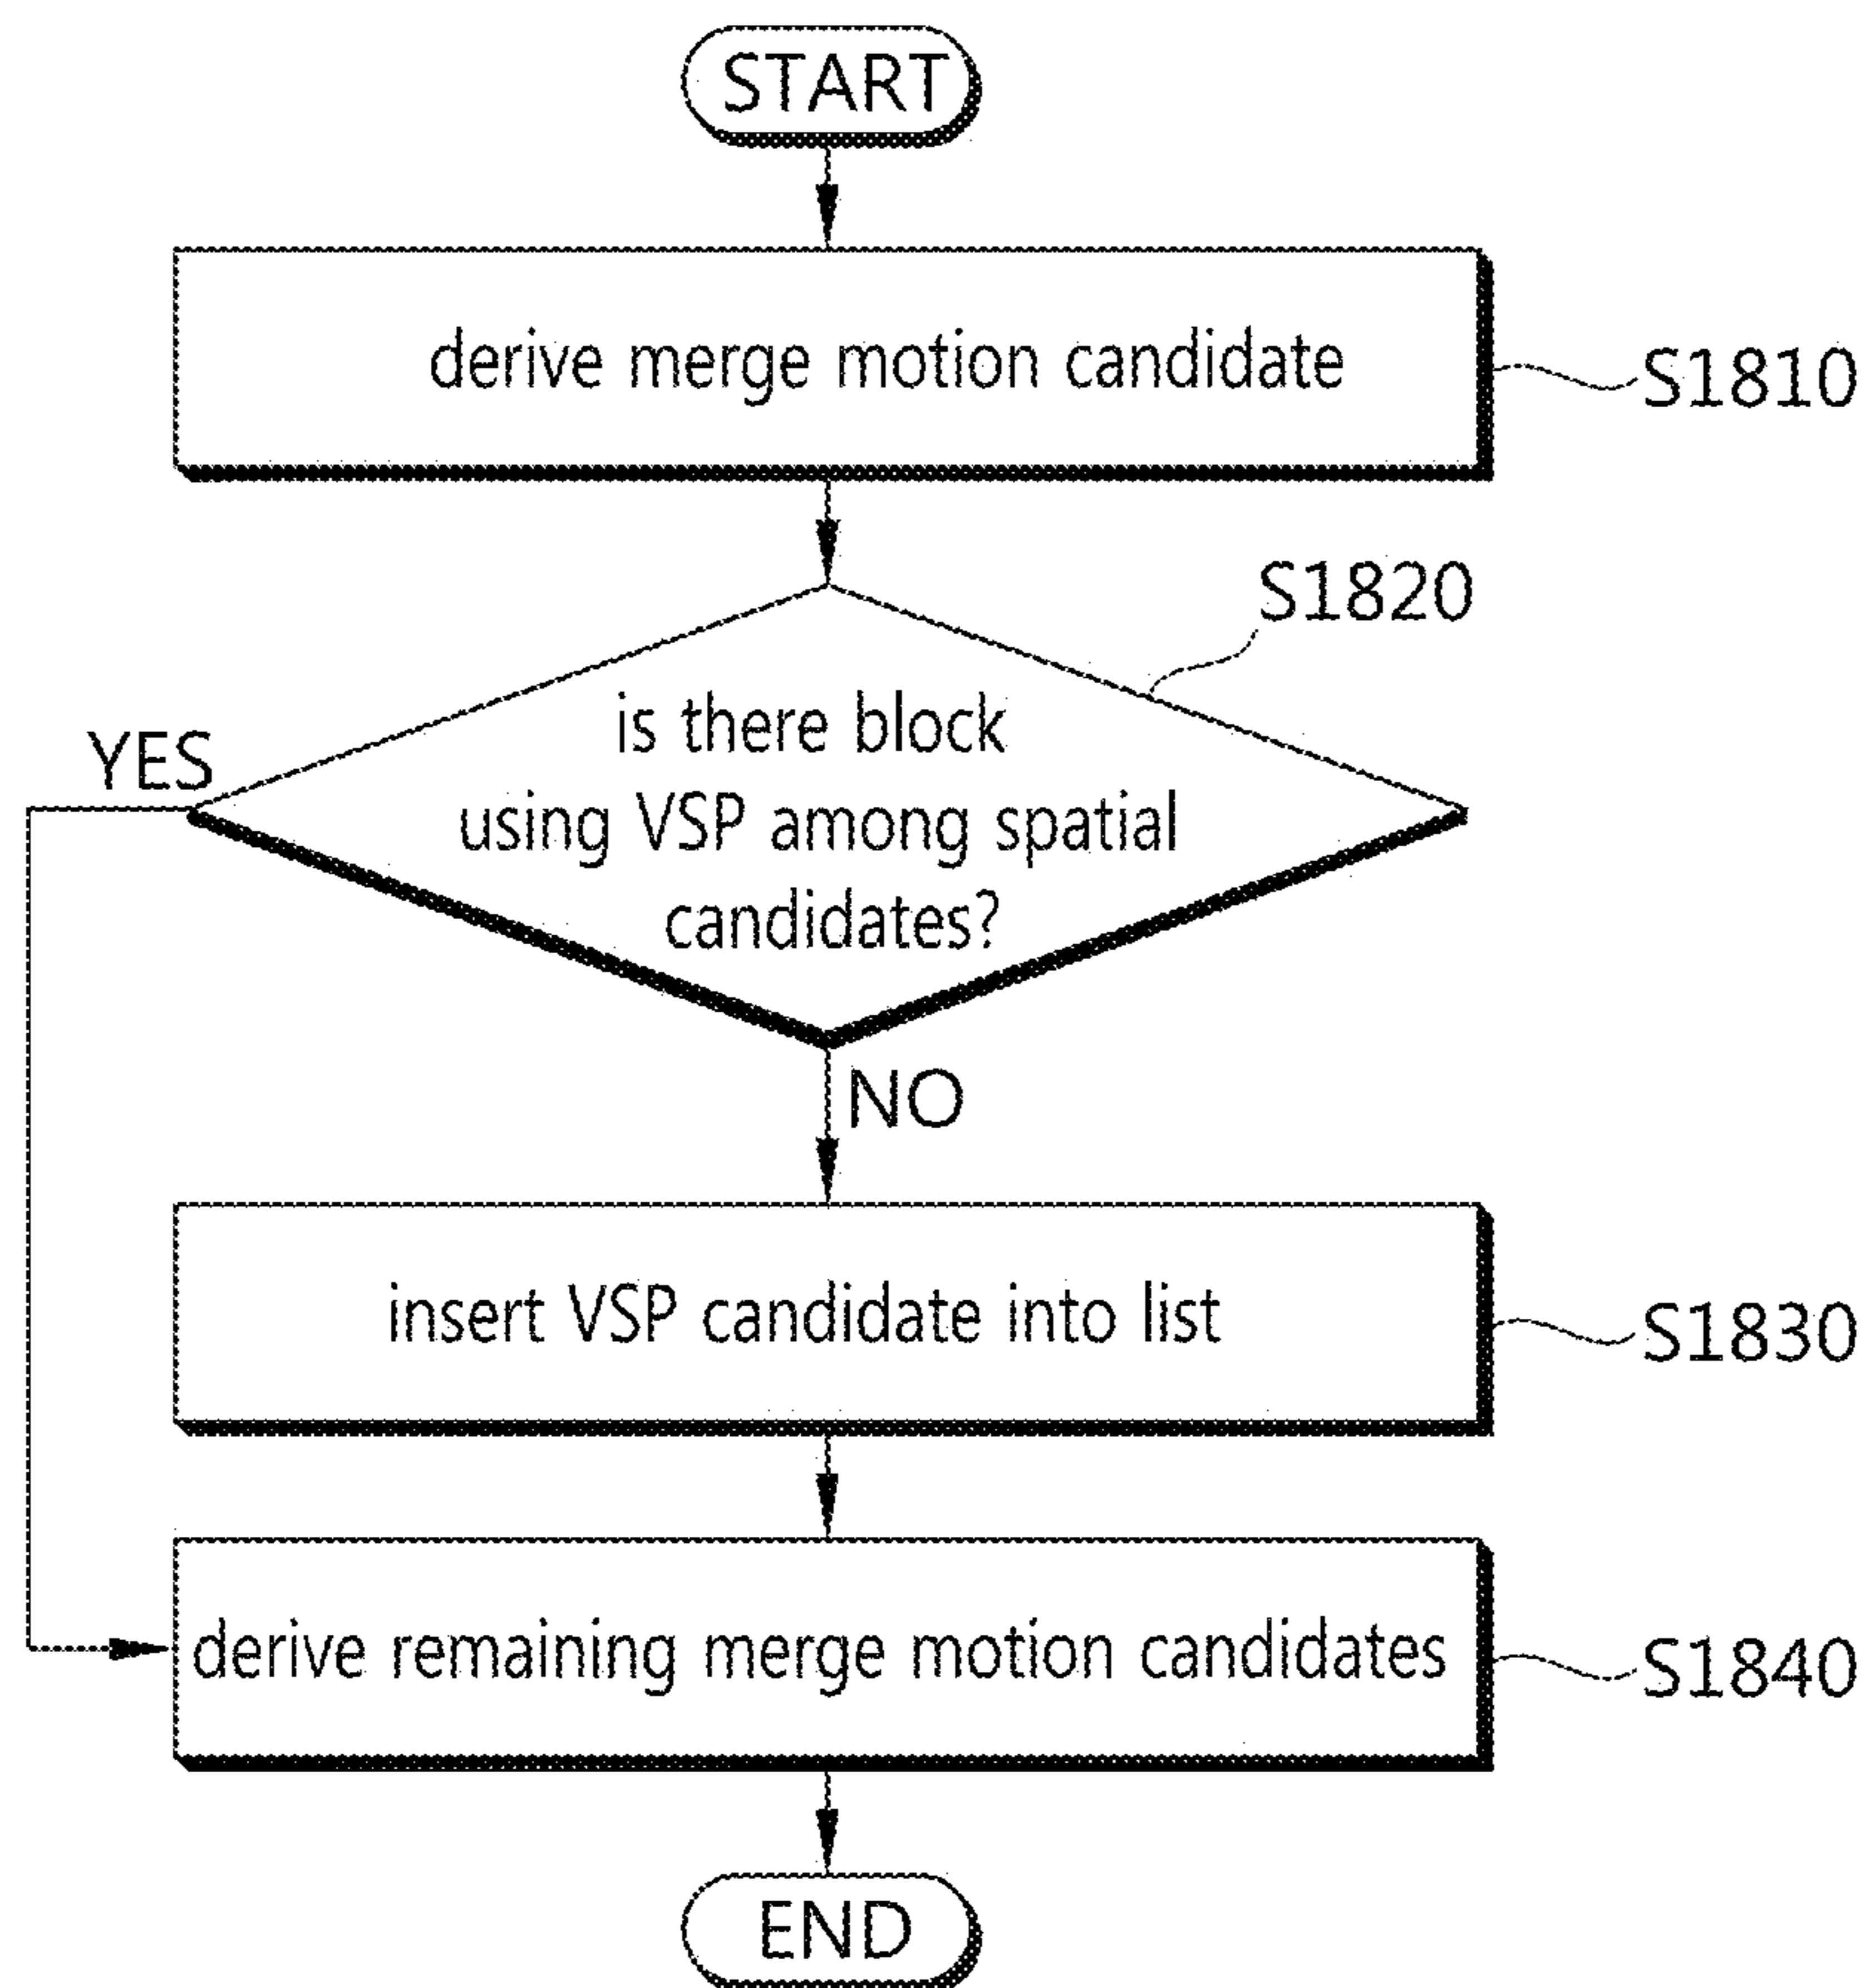 START
derive merge motion candidate
S1810
S1820
is there block
using VSP among spatial
candidates?
YES
NO
insert VSP candidate into list
S1830
derive remaining merge motion candidates
S1840
END